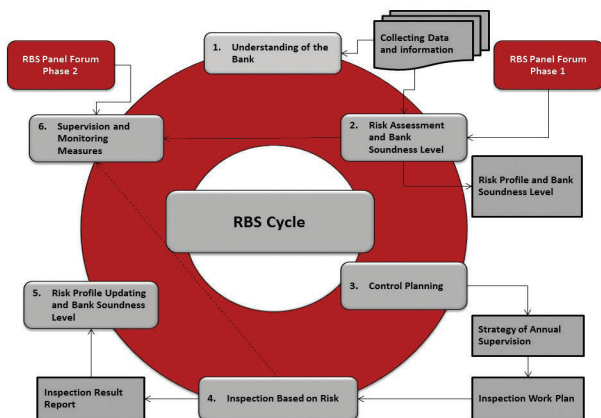 1. Understanding of the
Bank
Collecting Data
and information
RBS Panel Forum
Phase 2
RBS Panel Forum
Phase 1
6. Supervision and
Monitoring
Measures
2. Risk Assessment
and Bank
Soundness Level
Risk Profile and Bank
Soundness Level
RBS Cycle
3. Control Planning
5. Risk Profile Updating
and Bank Soundness
Level
Strategy of Annual
Supervision
Inspection Result
Report
4. Inspection Based on Risk
Inspection Work Plan